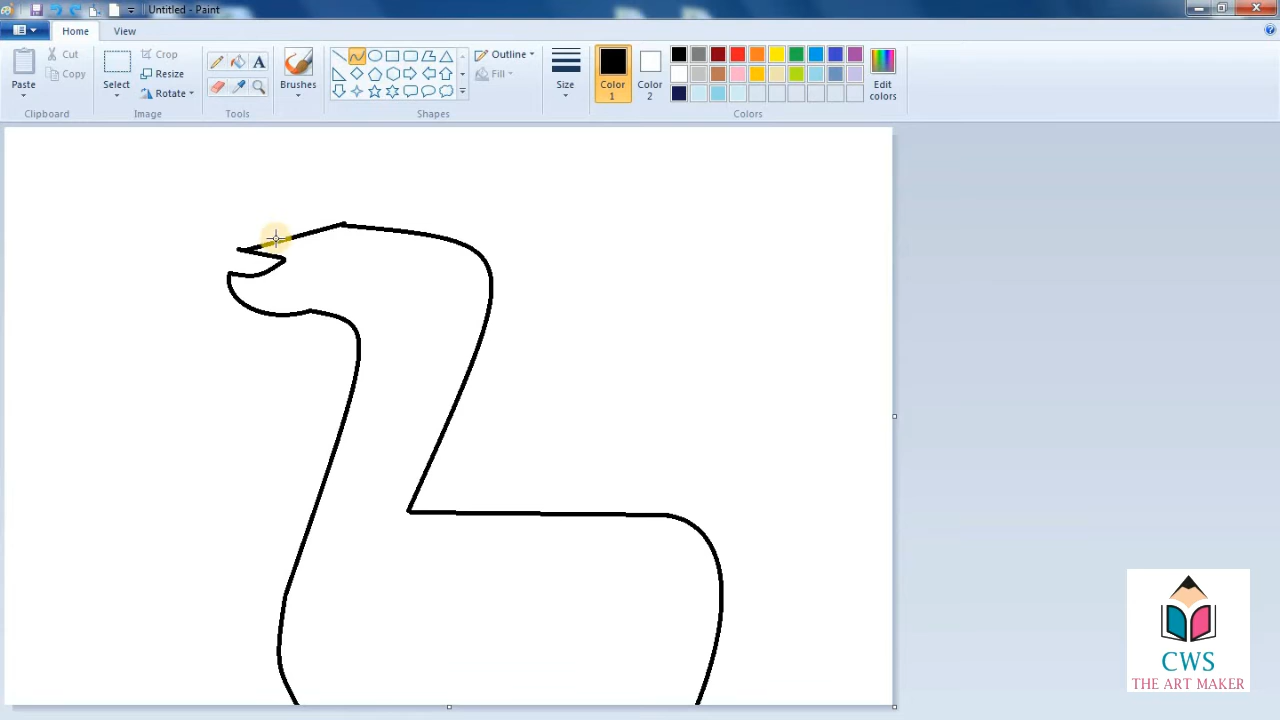 Untitled - Paint
Home
View
Paste
Cut
Copy
Clipboard
Select
Crop
Resize
Rotate
Image
A
Tools
Brushes
Outline
Fill
Shapes
Size
Color
1
Color
2
Edit
colors
Colors
CWS
THE ART MAKER